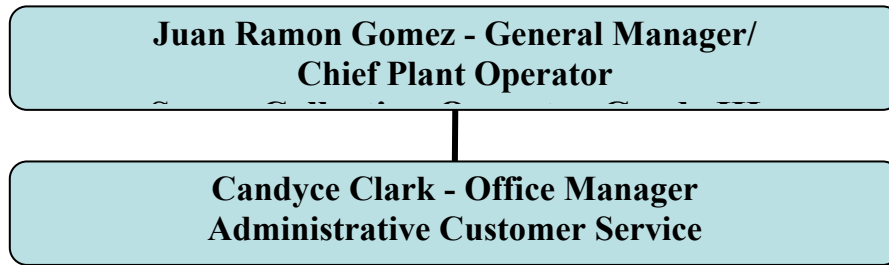 Juan Ramon Gomez - General Manager/
Chief Plant Operator
Candyce Clark - Office Manager
Administrative Customer Service